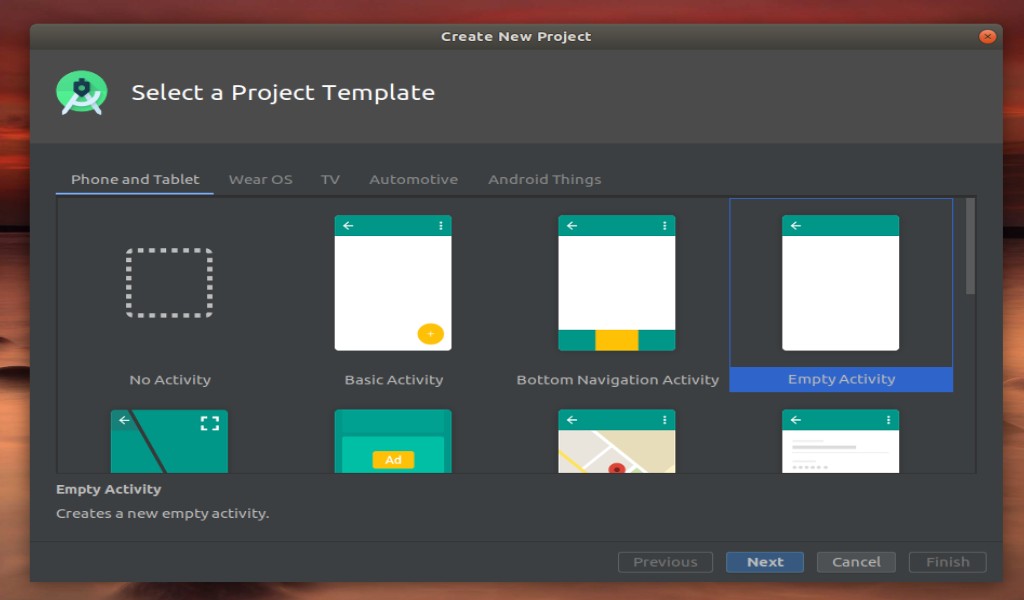 Create New Project
Select a Project Template
Phone and Tablet Wear OS TV Automotive Android Things
No Activity Basic Activity Bottom Navigation Activity Empty Activity
Ad
Empty Activity
Creates a new empty activity.
Previous Next Cancel Finish